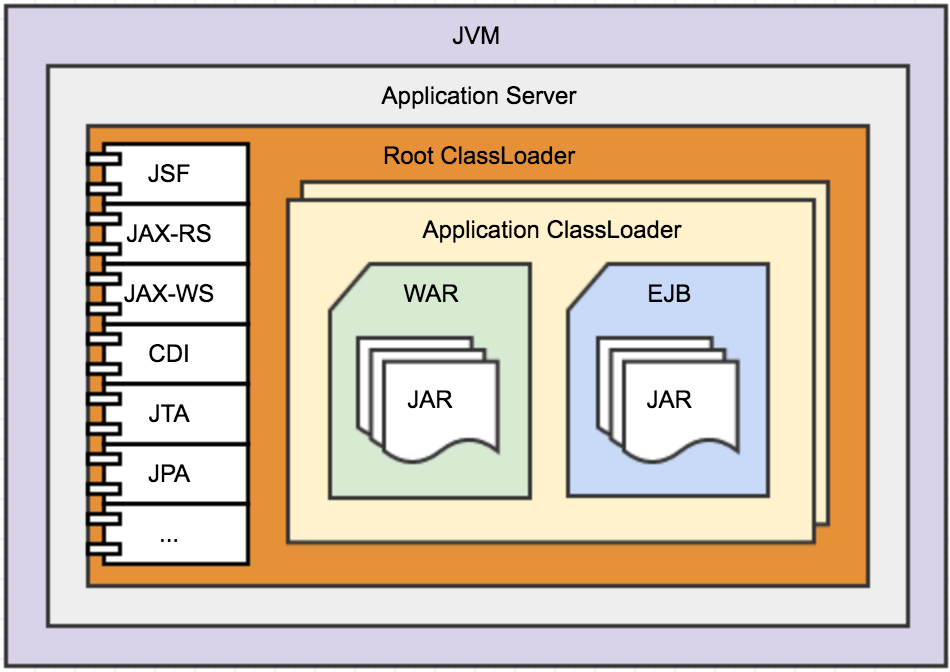 JVM
Application Server
Root ClassLoader
JSF
JAX-RS
JAX-WS
CDI
JTA
JPA
...
Application ClassLoader
WAR
JAR
EJB
JAR